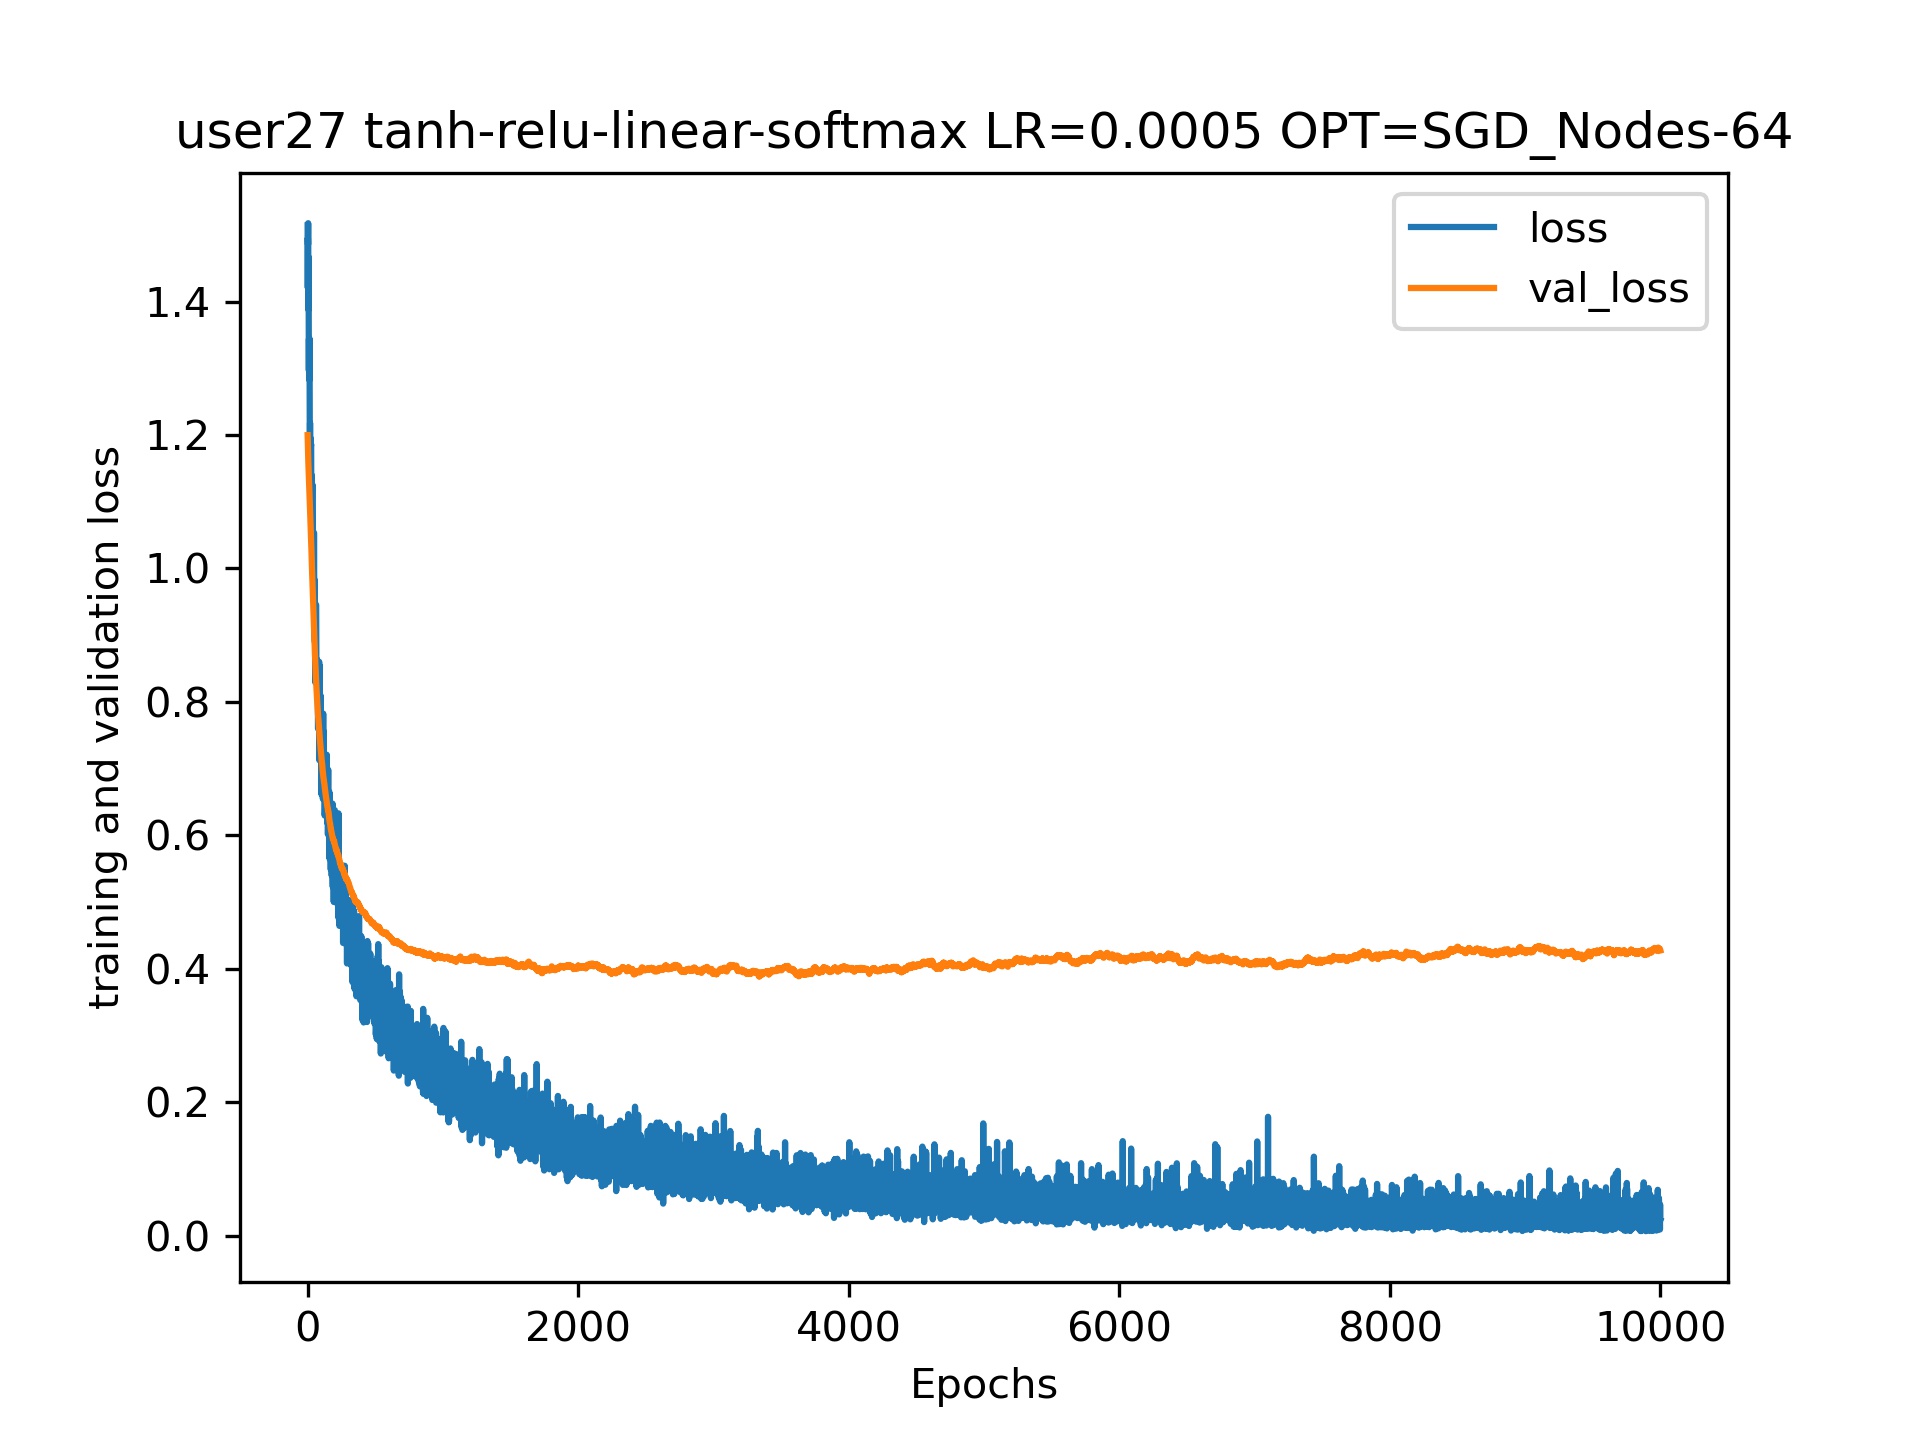 user27 tanh-relu-linear-softmax LR=0.0005 OPT=SGD_Nodes-64
loss
val_loss
training and validation loss
1.4
1.2
1.0
0.8
0.6
0.4
0.2
0.0
0 2000 4000 6000 8000 10000
Epochs